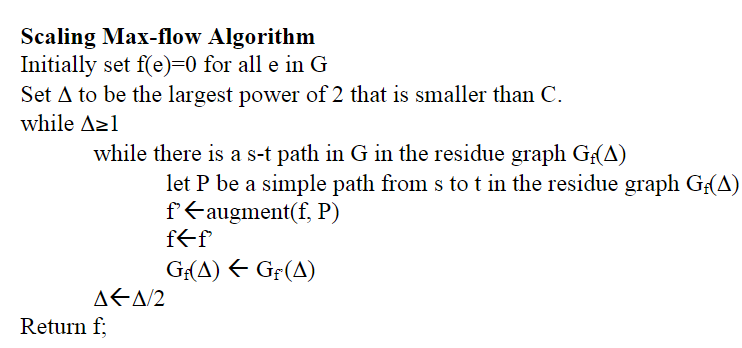 Scaling Max-flow Algorithm
Initially set f(e)=0 for all e in G
Set Δ to be the largest power of 2 that is smaller than C.
while Δ≥1
while there is a s-t path in G in the residue graph Gf(Δ)
let P be a simple path from s to t in the residue graph Gf(Δ)
f'←augment(f, P)
f←f'
Gf(Δ) ← Gf'(Δ)
Δ←Δ/2
Return f;